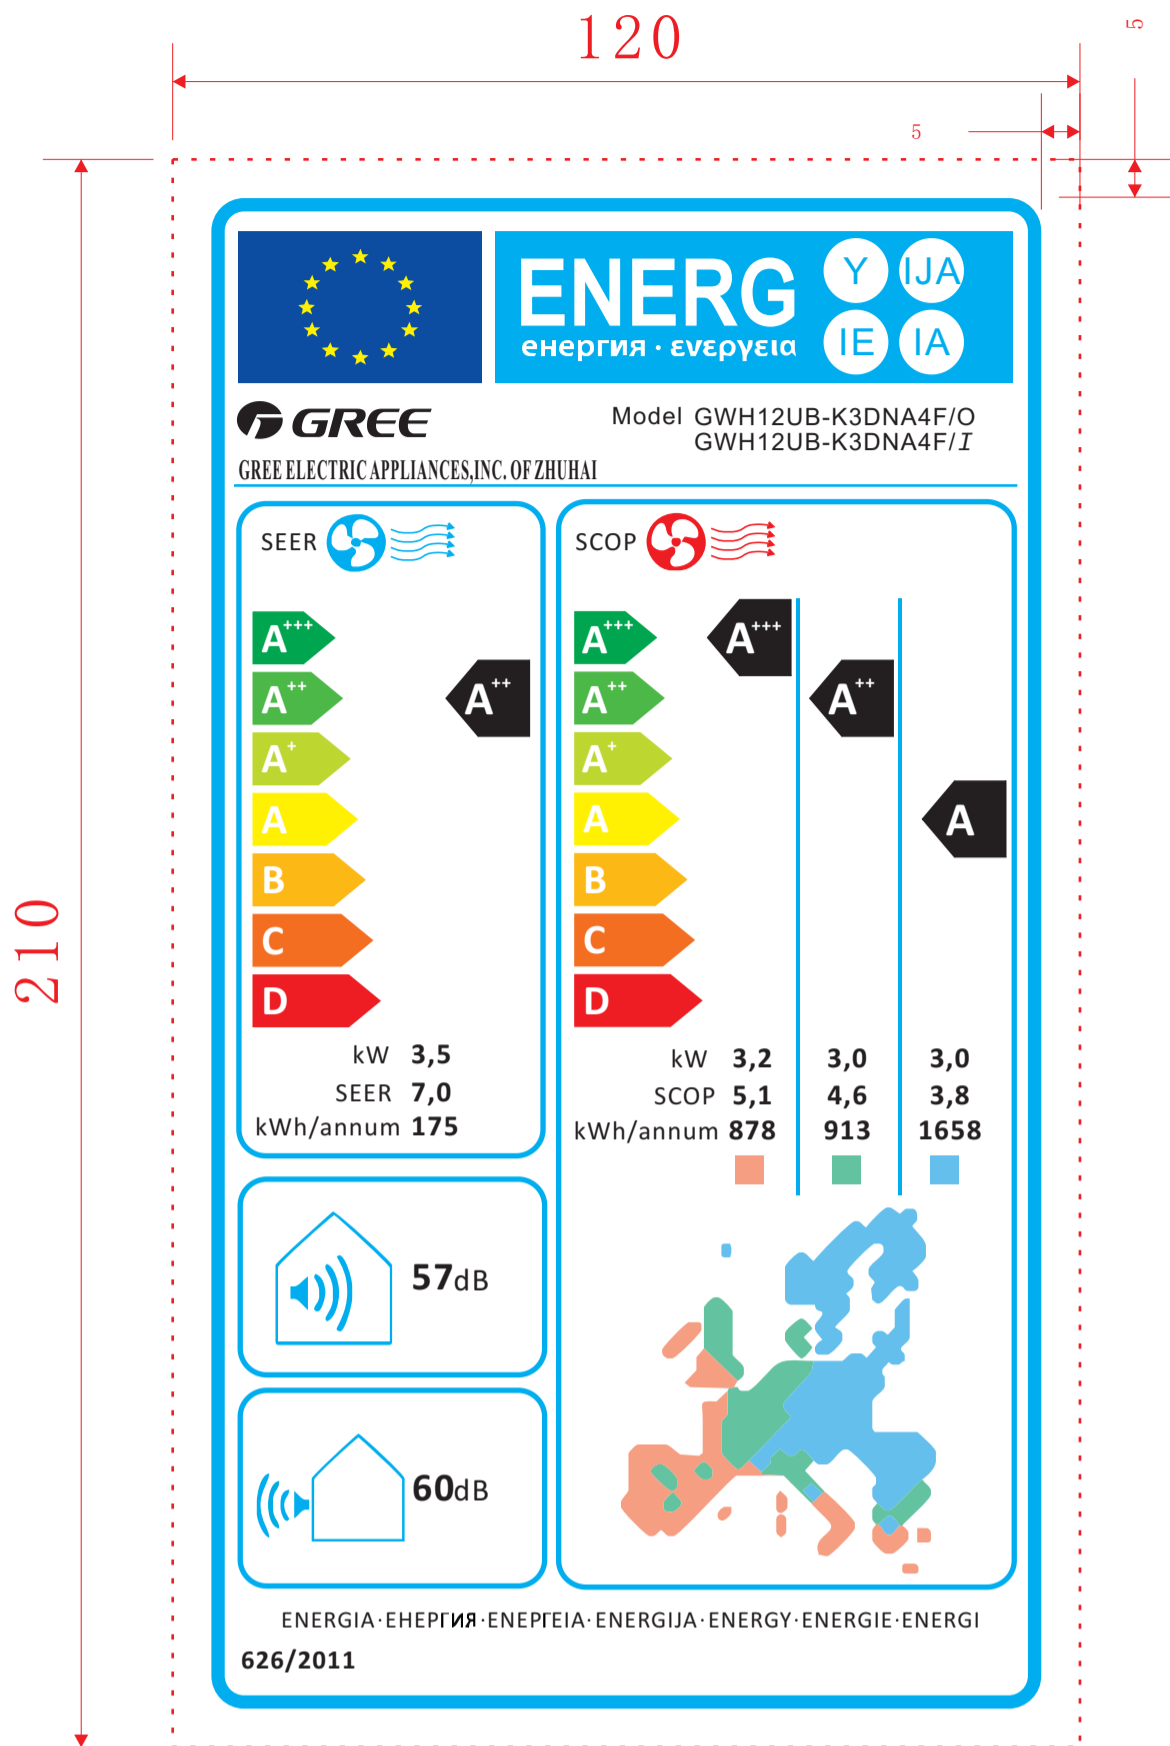 120
5
5
210
ENERG
енергия · ενεργεια
Y
IJA
IE
IA
GREE
Model GWH12UB-K3DNA4F/O
GWH12UB-K3DNA4F/I
GREE ELECTRIC APPLIANCES,INC. OF ZHUHAI
SEER
A+++
A++
A+
A
B
C
D
A++
kW 3,5
SEER 7,0
kWh/annum 175
SCOP
A+++
A++
A+
A
B
C
D
A+++
A++
A
kW 3,2 3,0 3,0
SCOP 5,1 4,6 3,8
kWh/annum 878 913 1658
57dB
60dB
ENERGIA·ЕНЕРГИЯ·ΕΝΕΡΓΕΙΑ·ENERGIJA·ENERGY·ENERGIE·ENERGI
626/2011